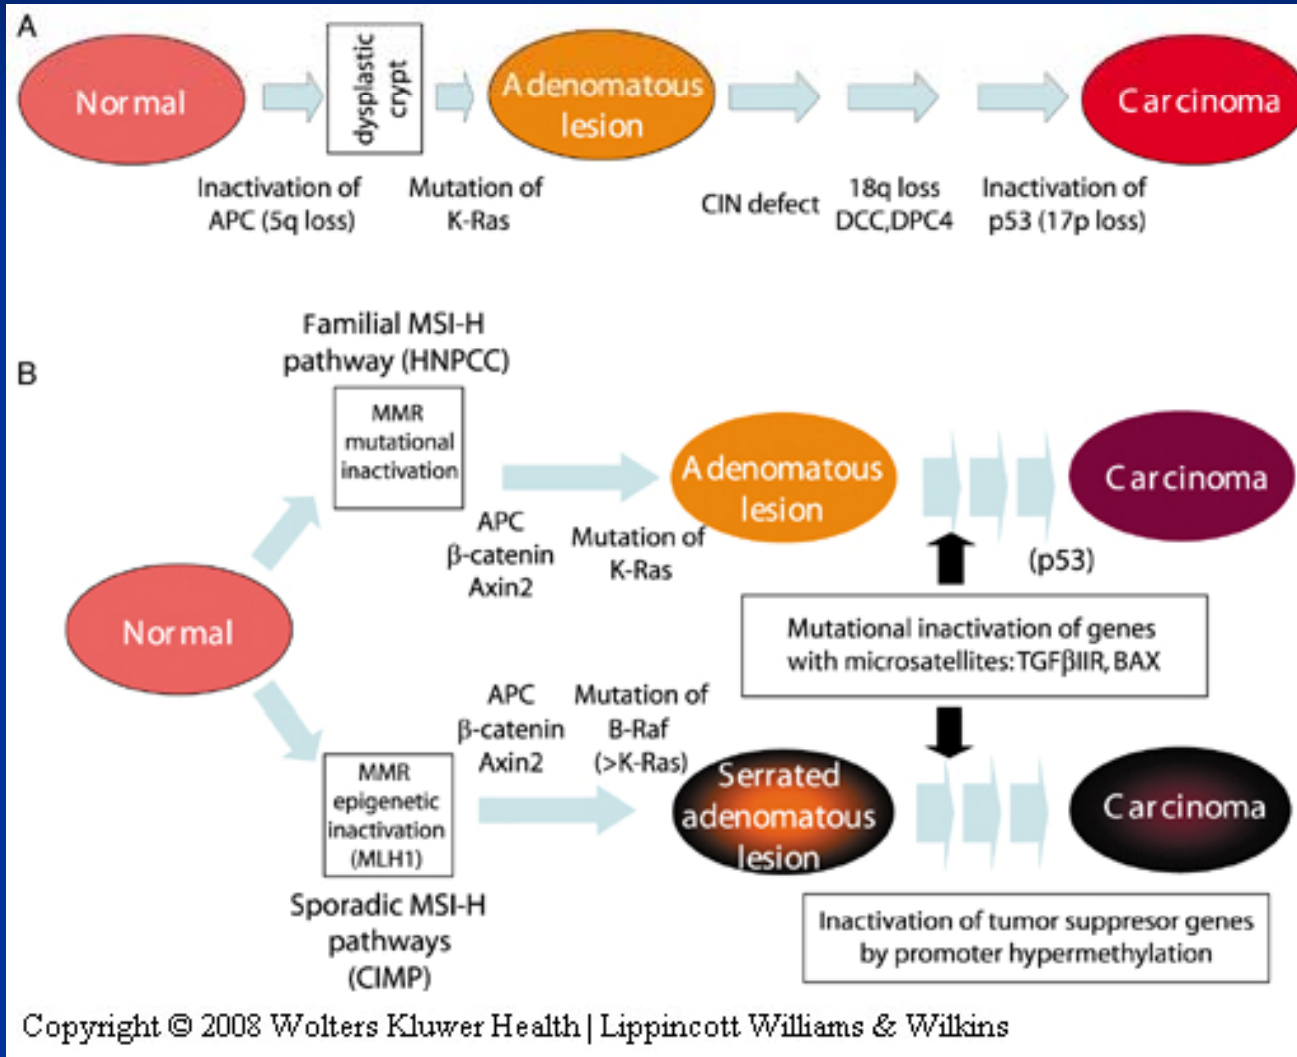 A
Normal
dysplastic
crypt
Adenomatous
lesion
Carcinoma
Inactivation of
APC (5q loss)
Mutation of
K-Ras
CIN defect
18q loss
DCC,DPC4
Inactivation of
p53 (17p loss)
B
Familial MSI-H
pathway (HNPCC)
MMR
mutational
inactivation
APC
β-catenin
Axin2
Mutation of
K-Ras
Adenomatous
lesion
(p53)
Carcinoma
Normal
Mutational inactivation of genes
with microsatellites: TGFβIIR, BAX
MMR
epigenetic
inactivation
(MLH1)
Sporadic MSI-H
pathways
(CIMP)
APC
β-catenin
Axin2
Mutation of
B-Raf
(>K-Ras)
Serrated
adenomatous
lesion
Carcinoma
Inactivation of tumor suppresor genes
by promoter hypermethylation
Copyright © 2008 Wolters Kluwer Health | Lippincott Williams & Wilkins